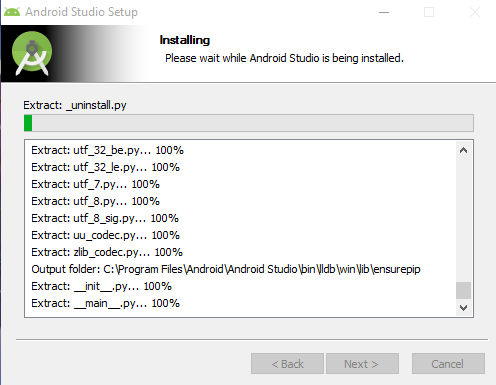 Android Studio Setup
Installing
Please wait while Android Studio is being installed.
Extract: _uninstall.py
Extract: utf_32_be.py... 100%
Extract: utf_32_le.py... 100%
Extract: utf_7.py... 100%
Extract: utf_8.py... 100%
Extract: utf_8_sig.py... 100%
Extract: uu_codec.py... 100%
Extract: zlib_codec.py... 100%
Output folder: C:\Program Files\Android\Android Studio\bin\lldb\win\lib\ensurepip
Extract: __init__.py... 100%
Extract: __main__.py... 100%
< Back
Next >
Cancel